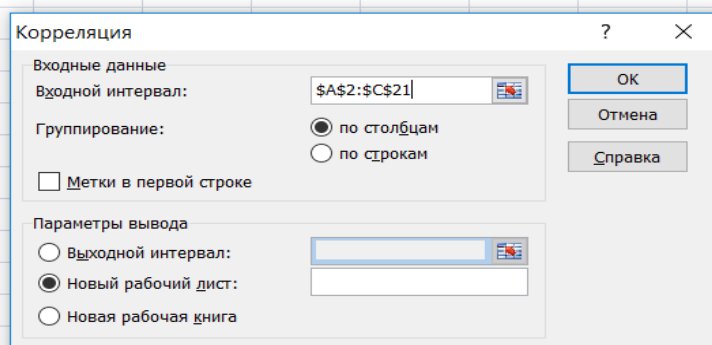 Корреляция ?
Входные данные
Входной интервал: $A$2:$C$21
Группирование: по столбцам
по строкам
Метки в первой строке
Параметры вывода
Выходной интервал:
Новый рабочий лист:
Новая рабочая книга
ОК
Отмена
Справка